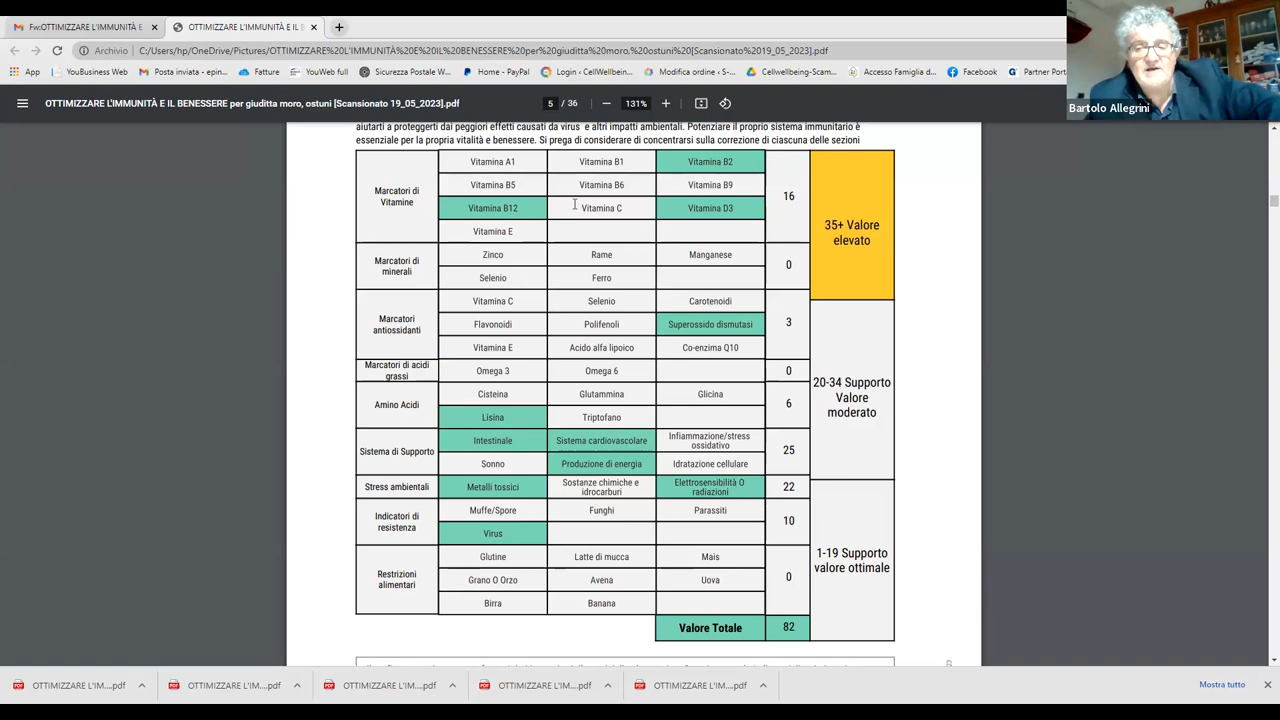 Fw:OTTIMIZZARE L'IMMUNITÀ E
OTTIMIZZARE L'IMMUNITÀ E IL B
Archivio C:/Users/hp/OneDrive/Pictures/OTTIMIZZARE%20L'IMMUNITÀ%20E%20IL%20BENESSERE%20per%20giuditta%20moro,%20ostuni%20[Scansionato%2019_05_2023].pdf
App YouBusiness Web Posta inviata - epin... Fatture YouWeb full Sicurezza Postale W... Home - PayPal Login ‹ CellWellbein... Modifica ordine ‹ E... Cellwellbeing-Scam... Accesso Famiglia d... Facebook Partner Port
Bartolo Allegrini
OTTIMIZZARE L'IMMUNITÀ E IL BENESSERE per giuditta moro, ostuni [Scansionato 19_05_2023].pdf 5 / 36 131%
aiutarti a proteggerti dai peggiori effetti causati da virus e altri impatti ambientali. Potenziare il proprio sistema immunitario è
essenziale per la propria vitalità e benessere. Si prega di considerare di concentrarsi sulla correzione di ciascuna delle sezioni
Marcatori di Vitamine
Vitamina A1 Vitamina B1 Vitamina B2
Vitamina B5 Vitamina B6 Vitamina B9
Vitamina B12 Vitamina C Vitamina D3
Vitamina E
16
Marcatori di minerali
Zinco Rame Manganese
Selenio Ferro
0
Marcatori antiossidanti
Vitamina C Selenio Carotenoidi
Flavonoidi Polifenoli Superossido dismutasi
Vitamina E Acido alfa lipoico Co-enzima Q10
3
Marcatori di acidi grassi
Omega 3 Omega 6
0
Amino Acidi
Cisteina Glutammina Glicina
Lisina Triptofano
6
Sistema di Supporto
Intestinale Sistema cardiovascolare Infiammazione/stress ossidativo
Sonno Produzione di energia Idratazione cellulare
25
Stress ambientali
Metalli tossici Sostanze chimiche e idrocarburi Elettrosensibilità O radiazioni
22
Indicatori di resistenza
Muffe/Spore Funghi Parassiti
Virus
10
Restrizioni alimentari
Glutine Latte di mucca Mais
Grano O Orzo Avena Uova
Birra Banana
0
Valore Totale 82
35+ Valore
elevato
20-34 Supporto
Valore
moderato
1-19 Supporto
valore ottimale
OTTIMIZZARE L'IM....pdf OTTIMIZZARE L'IM....pdf OTTIMIZZARE L'IM....pdf OTTIMIZZARE L'IM....pdf OTTIMIZZARE L'IM....pdf Mostra tutto